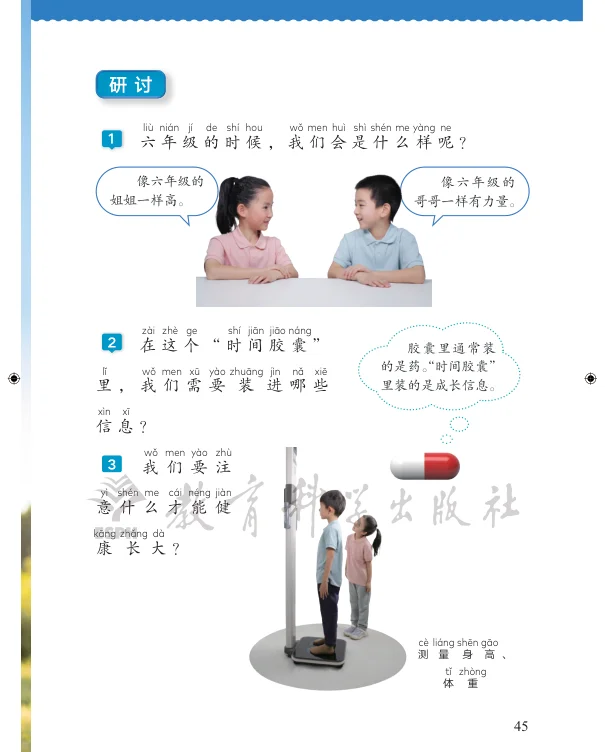 研讨
liù nián jí de shí hou wǒ men huì shì shén me yàng ne
1 六年级的时候，我们会是什么样呢？
像六年级的
姐姐一样高。
像六年级的
哥哥一样有力量。
zài zhè ge shí jiān jiāo náng
2 在这个“时间胶囊”
lǐ wǒ men xū yào zhuāng jìn nǎ xiē
里，我们需要装进哪些
xìn xī
信息？
胶囊里通常装
的是药。“时间胶囊”
里装的是成长信息。
wǒ men yào zhù
3 我们要注
yì shén me cái néng jiàn
意什么才能健
kāng zhǎng dà
康长大？
教育科学出版社
ESPH
cè liáng shēn gāo
测量身高、
tǐ zhòng
体重
45